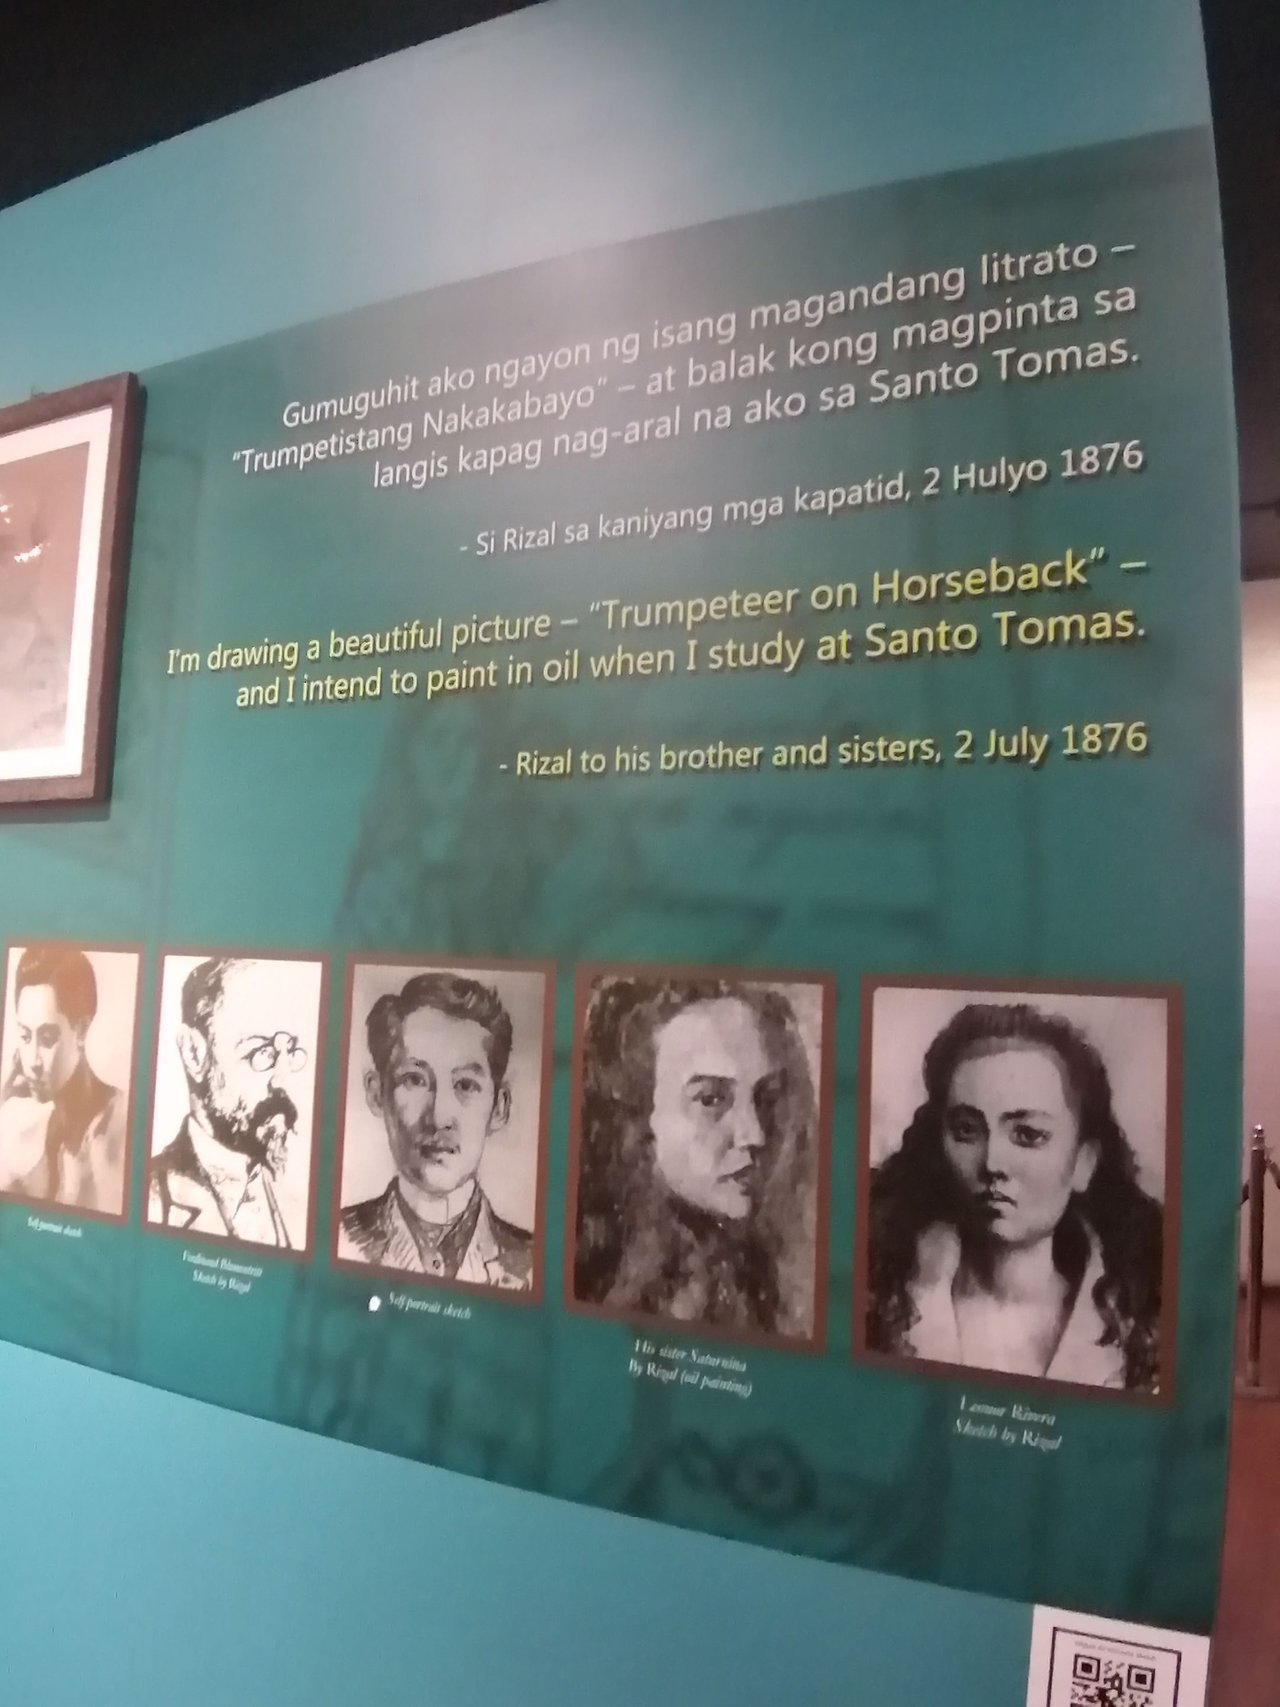 Gumuguhit ako ngayon ng isang magandang litrato –
"Trumpetistang Nakakabayo" – at balak kong magpinta sa
langis kapag nag-aral na ako sa Santo Tomas.
- Si Rizal sa kaniyang mga kapatid, 2 Hulyo 1876
I'm drawing a beautiful picture – "Trumpeteer on Horseback" –
and I intend to paint in oil when I study at Santo Tomas.
- Rizal to his brother and sisters, 2 July 1876
Self portrait sketch
Ferdinand Blumentritt
Sketch by Rizal
Self portrait sketch
His sister Saturnina
By Rizal (oil painting)
Leonor Rivera
Sketch by Rizal